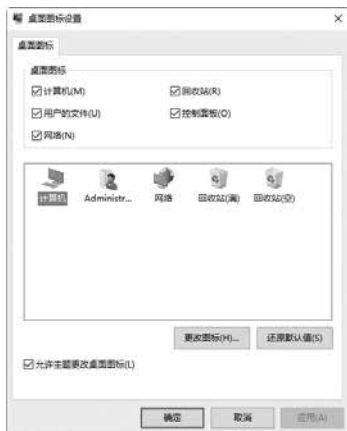 桌面图标设置
桌面图标
桌面图标
计算机(M) 回收站(R)
用户的文件(U) 控制面板(O)
网络(N)
计算机 Administr... 网络 回收站(满) 回收站(空)
更改图标(H)... 还原默认值(S)
允许主题更改桌面图标(L)
确定 取消 应用(A)